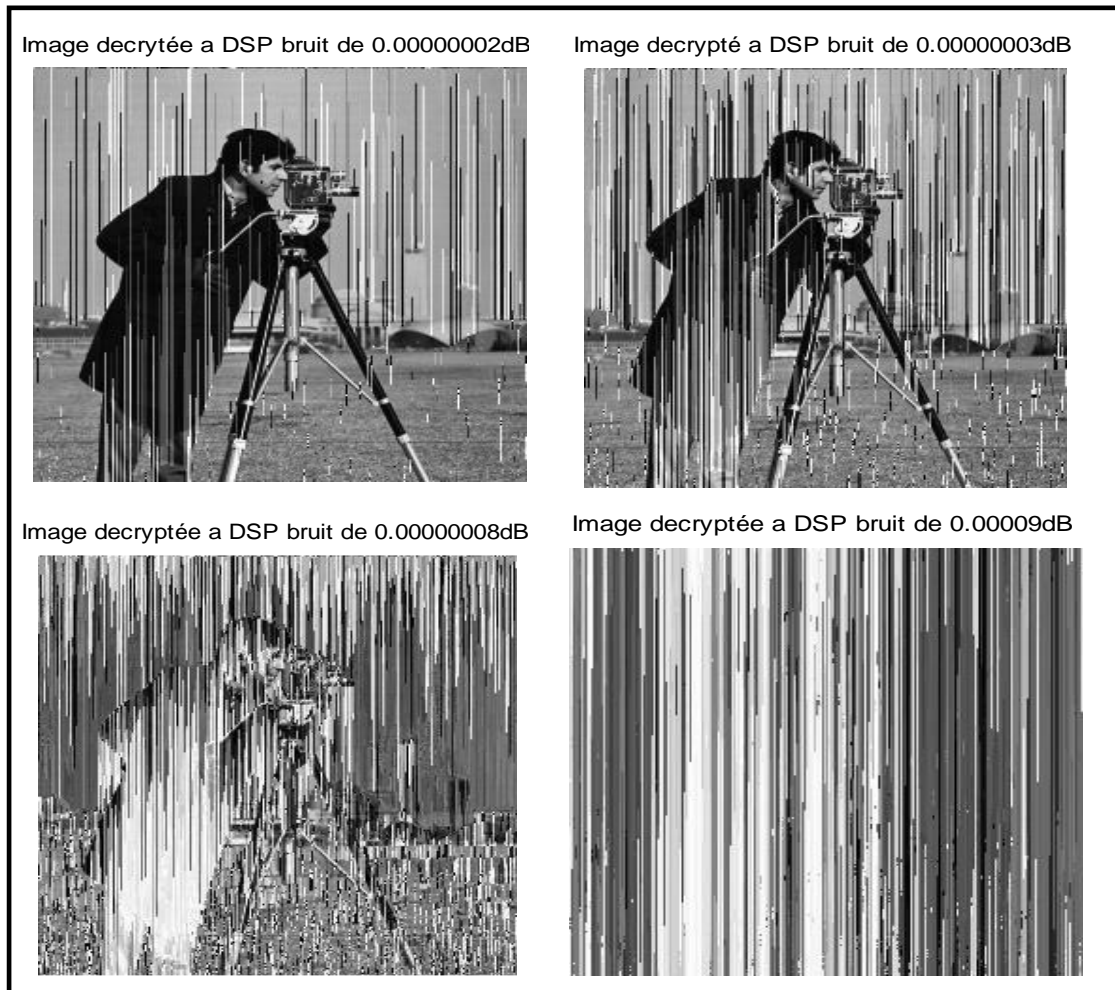 Image decrytée a DSP bruit de 0.00000002dB
Image decrypté a DSP bruit de 0.00000003dB
Image decryptée a DSP bruit de 0.00000008dB
Image decryptée a DSP bruit de 0.00009dB